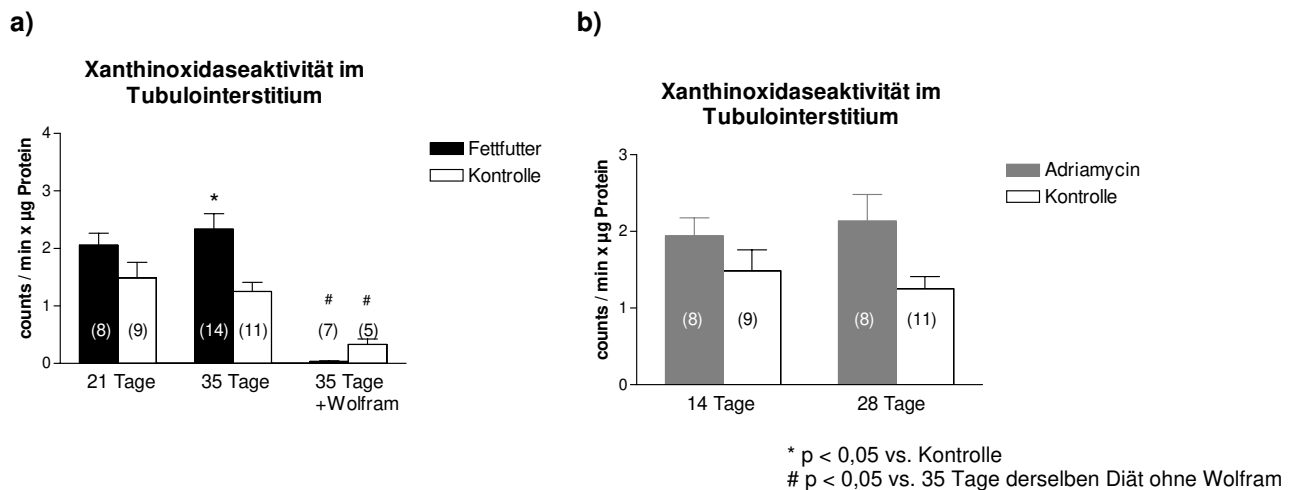 a)
Xanthinoxidaseaktivität im
Tubulointerstitium
counts / min x µg Protein
4
3
2
1
0
*
#
#
(8)
(9)
(14)
(11)
(7)
(5)
21 Tage
35 Tage
35 Tage
+Wolfram
Fettfutter
Kontrolle
b)
Xanthinoxidaseaktivität im
Tubulointerstitium
counts / min x µg Protein
3
2
1
0
(8)
(9)
(8)
(11)
14 Tage
28 Tage
Adriamycin
Kontrolle
* p < 0,05 vs. Kontrolle
# p < 0,05 vs. 35 Tage derselben Diät ohne Wolfram